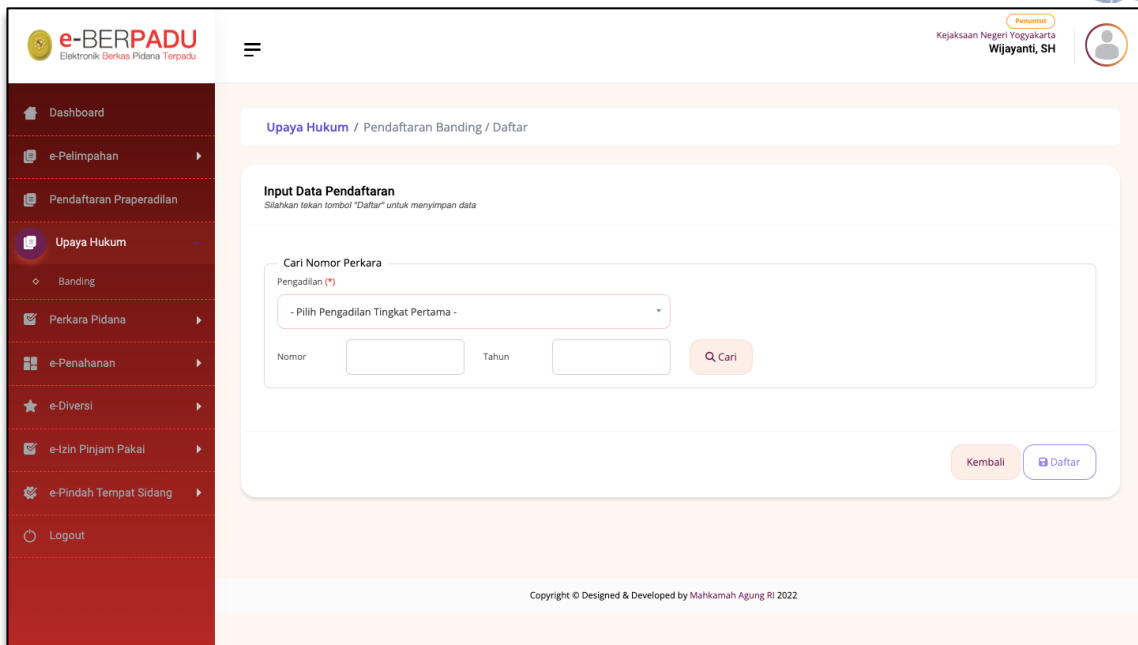 e-BERPADU
Elektronik Berkas Pidana Terpadu
Penuntut
Kejaksaan Negeri Yogyakarta
Wijayanti, SH
Dashboard
e-Pelimpahan
Pendaftaran Praperadilan
Upaya Hukum
Banding
Perkara Pidana
e-Penahanan
e-Diversi
e-Izin Pinjam Pakai
e-Pindah Tempat Sidang
Logout
Upaya Hukum / Pendaftaran Banding / Daftar
Input Data Pendaftaran
Silahkan tekan tombol "Daftar" untuk menyimpan data
Cari Nomor Perkara
Pengadilan (*)
- Pilih Pengadilan Tingkat Pertama -
Nomor Tahun Cari
Kembali Daftar
Copyright © Designed & Developed by Mahkamah Agung RI 2022